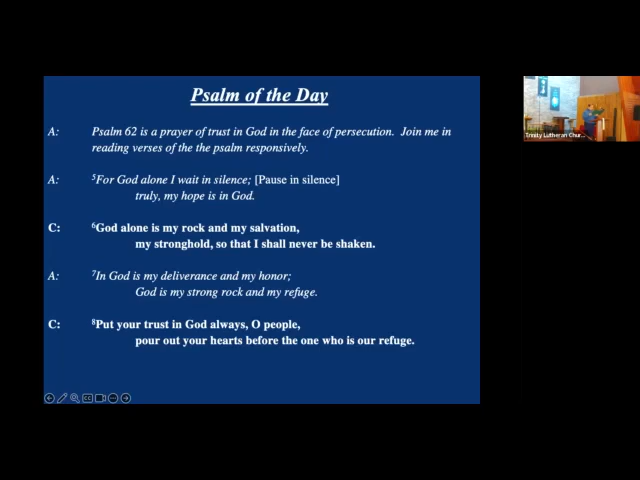 Psalm of the Day
A: Psalm 62 is a prayer of trust in God in the face of persecution. Join me in
reading verses of the the psalm responsively.
A: 5For God alone I wait in silence; [Pause in silence]
truly, my hope is in God.
C: 6God alone is my rock and my salvation,
my stronghold, so that I shall never be shaken.
A: 7In God is my deliverance and my honor;
God is my strong rock and my refuge.
C: 8Put your trust in God always, O people,
pour out your hearts before the one who is our refuge.
Trinity Lutheran Chur...